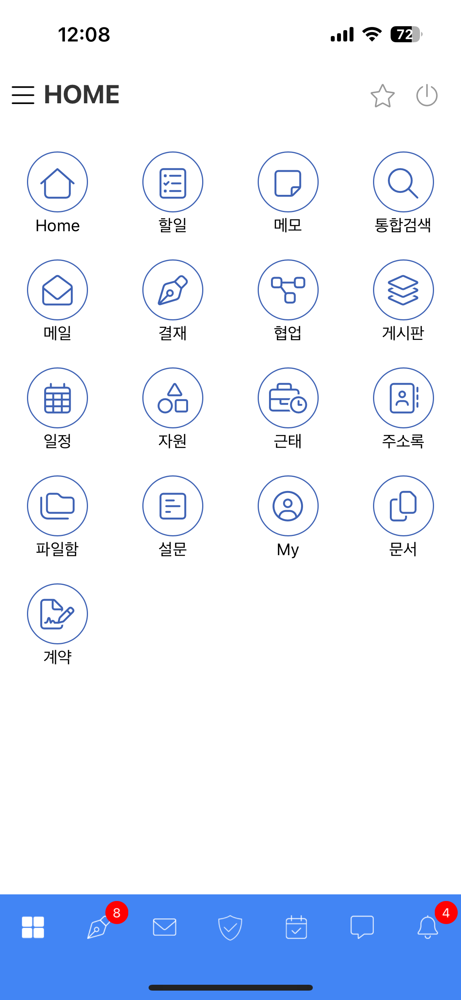 12:08
72
HOME
Home 할일 메모 통합검색
메일 결재 협업 게시판
일정 자원 근태 주소록
파일함 설문 My 문서
계약
8 4